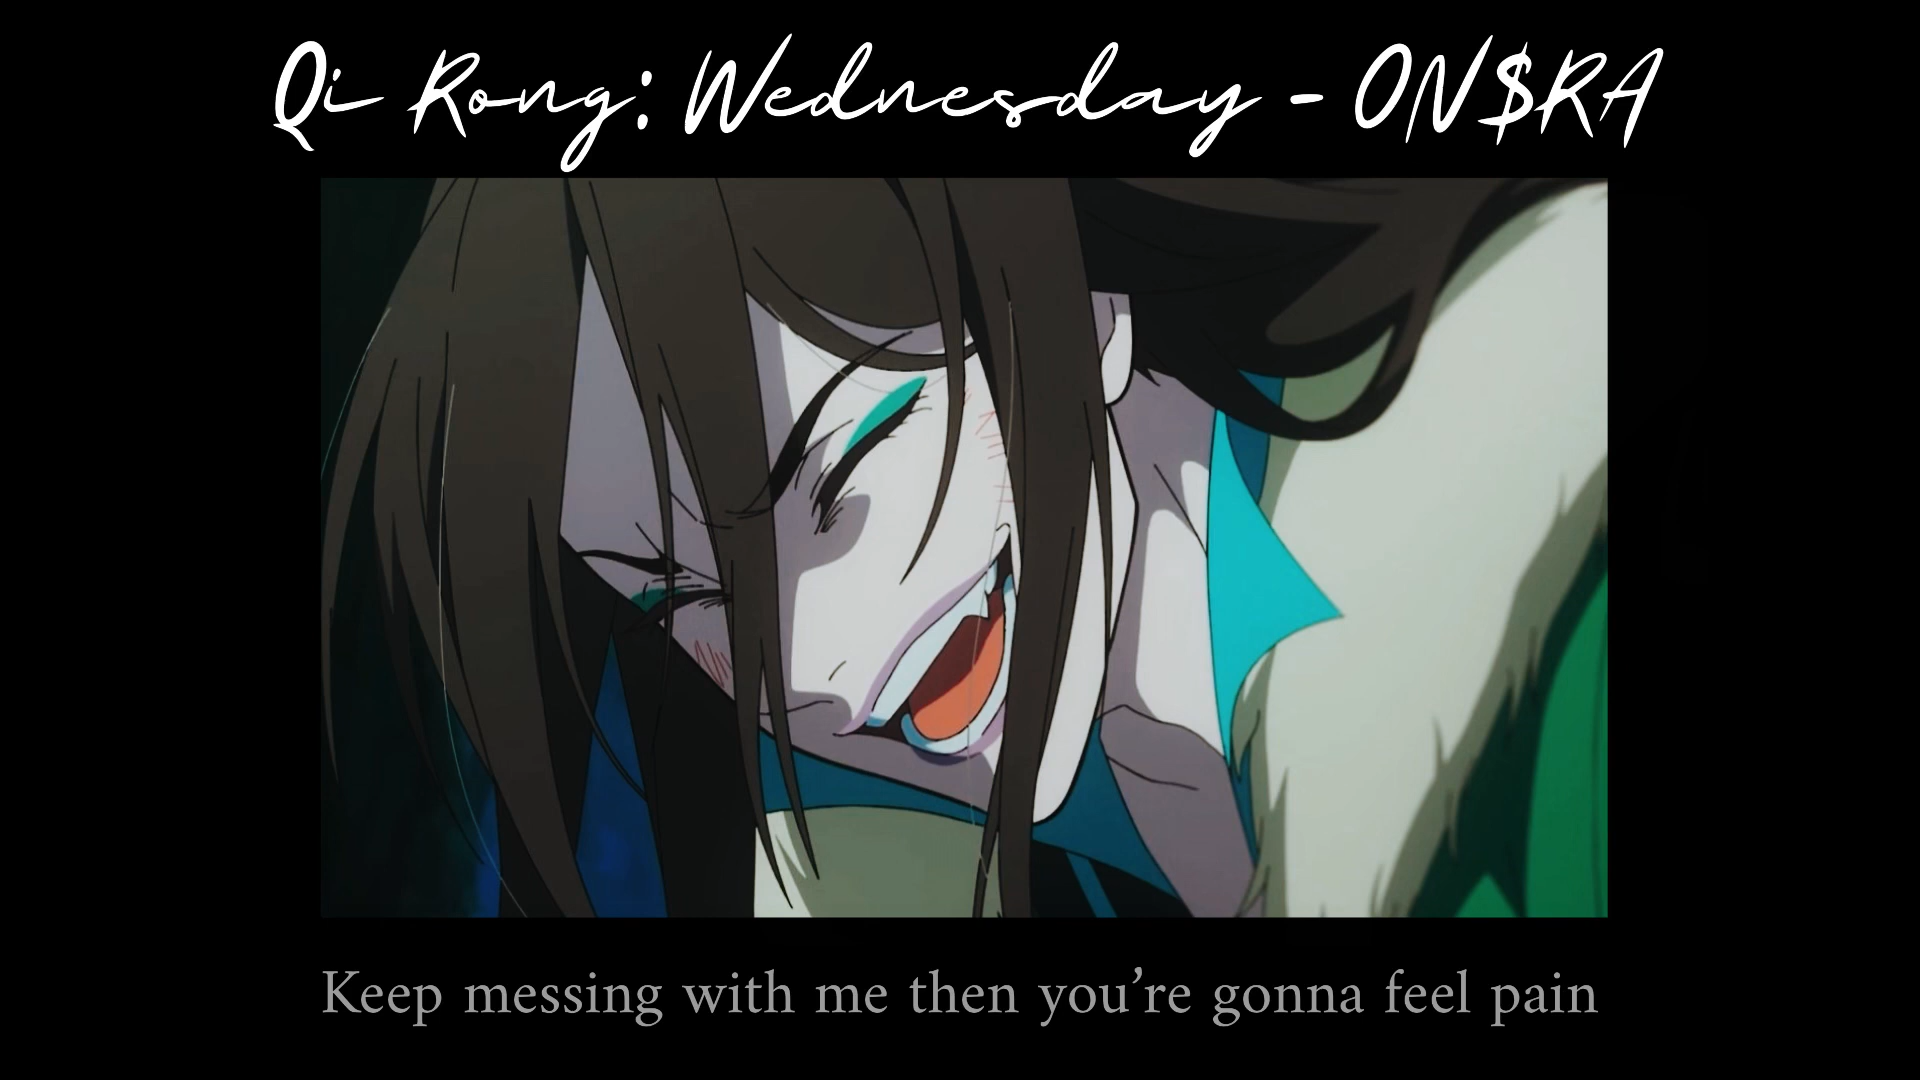 Qi Rong: Wednesday - ON$RA
Keep messing with me then you’re gonna feel pain